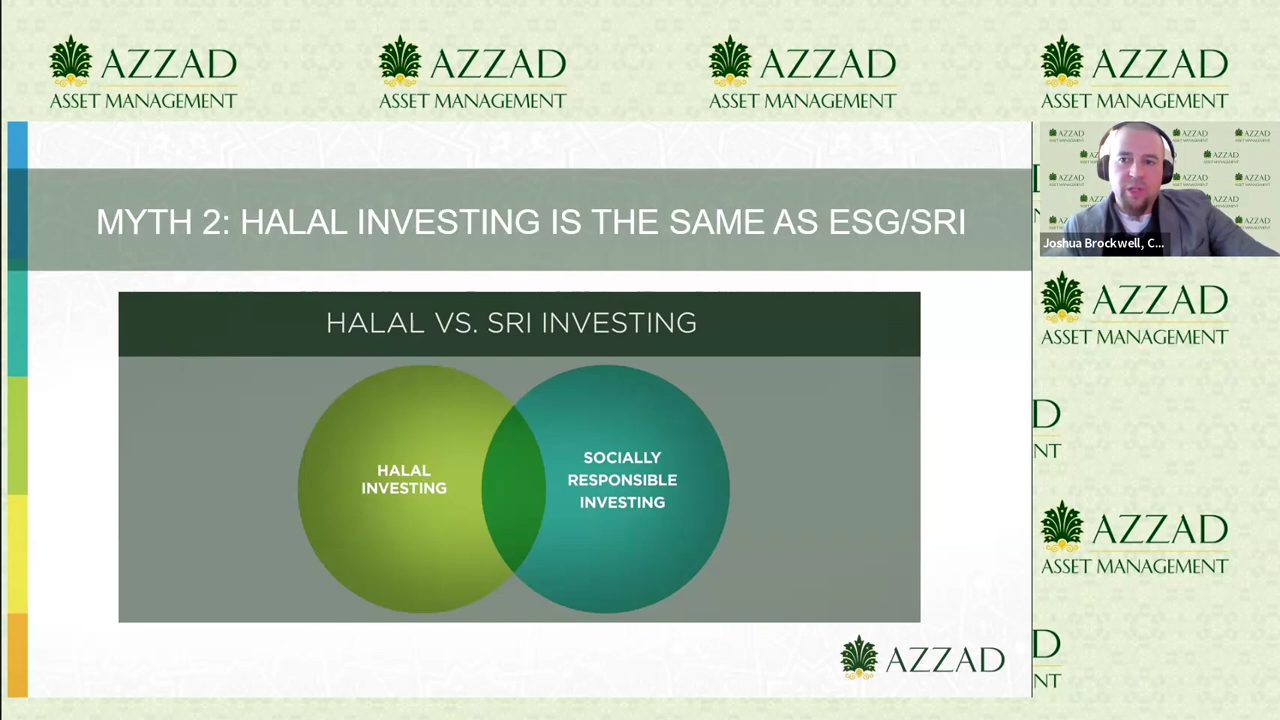 AZZAD
ASSET MANAGEMENT
AZZAD
ASSET MANAGEMENT
AZZAD
ASSET MANAGEMENT
AZZAD
ASSET MANAGEMENT
MYTH 2: HALAL INVESTING IS THE SAME AS ESG/SRI
Joshua Brockwell, C...
HALAL VS. SRI INVESTING
HALAL
INVESTING
SOCIALLY
RESPONSIBLE
INVESTING
AZZAD
AZZAD
ASSET MANAGEMENT
D
NT
AZZAD
ASSET MANAGEMENT
D
NT